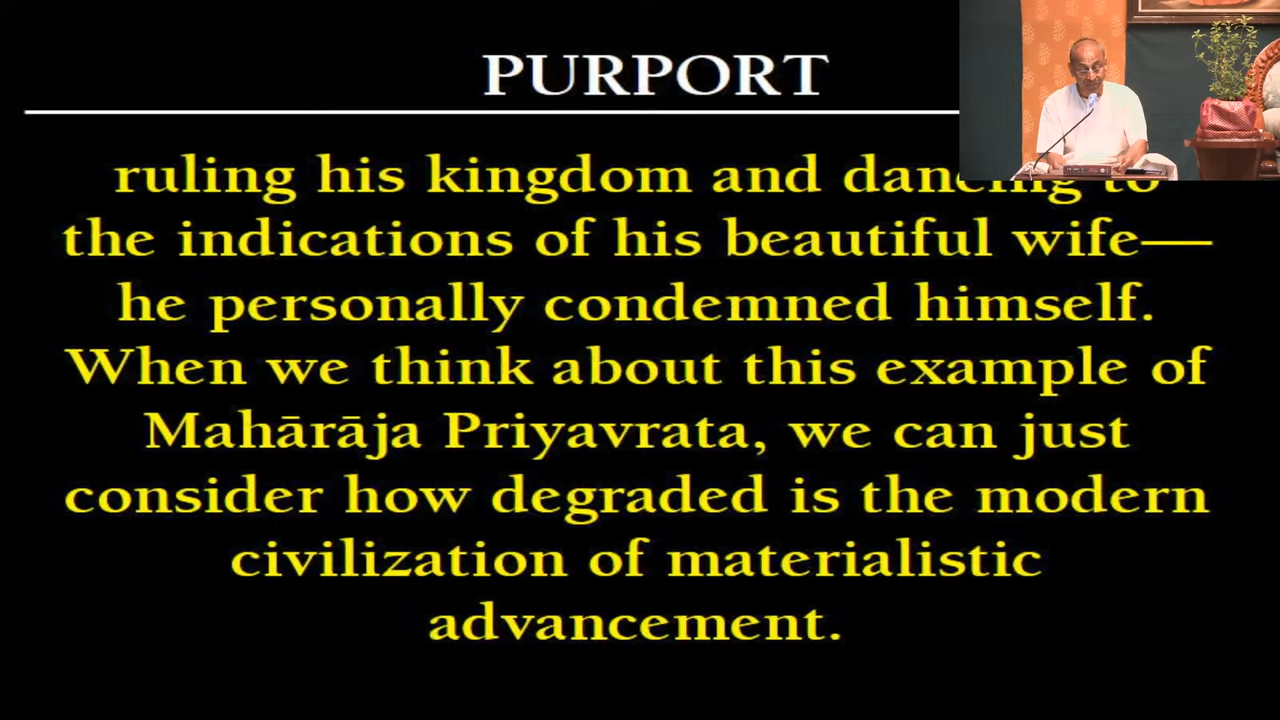 PURPORT
ruling his kingdom and dancing to
the indications of his beautiful wife—
he personally condemned himself.
When we think about this example of
Mahārāja Priyavrata, we can just
consider how degraded is the modern
civilization of materialistic
advancement.